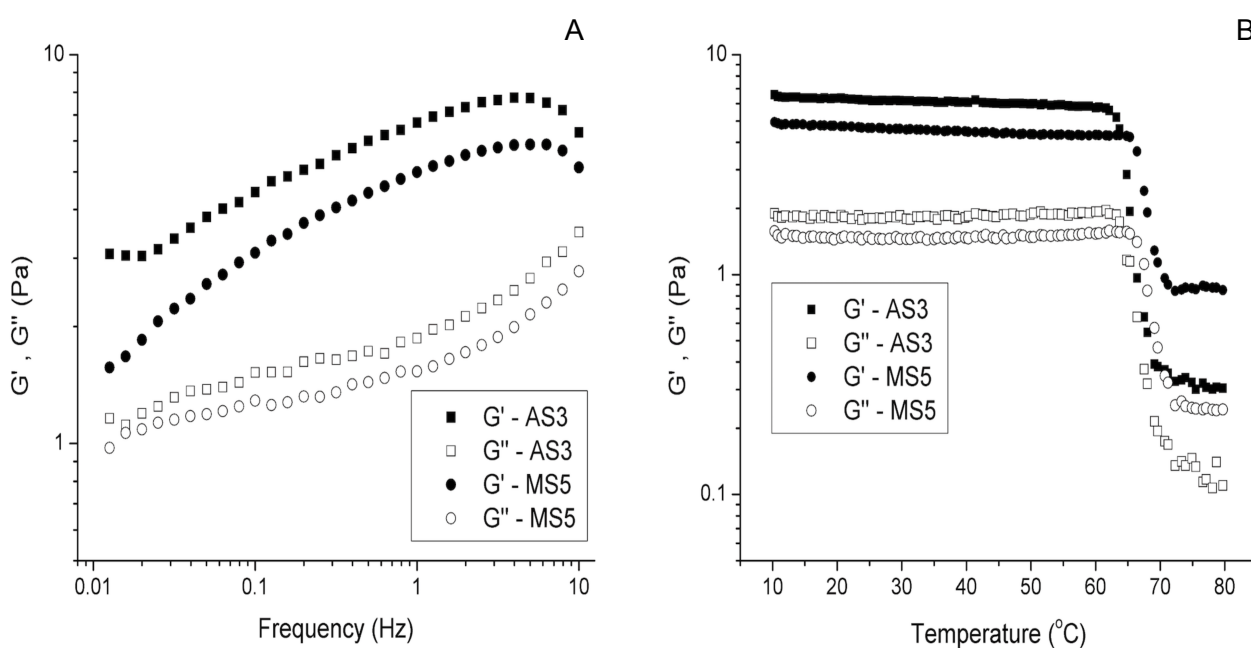 A
10
1
G' , G'' (Pa)
0.01
0.1
1
10
Frequency (Hz)
G' - AS3
G'' - AS3
G' - MS5
G'' - MS5
B
10
1
0.1
G' , G'' (Pa)
10
20
30
40
50
60
70
80
Temperature (°C)
G' - AS3
G'' - AS3
G' - MS5
G'' - MS5